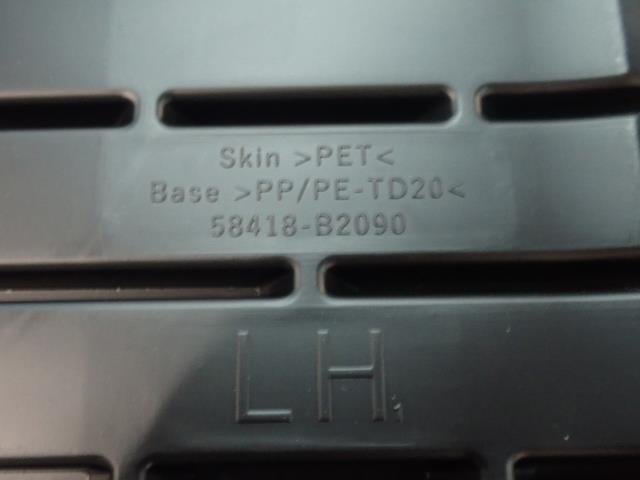 Skin >PET<
Base >PP/PE-TD20<
58418-B2090
LH